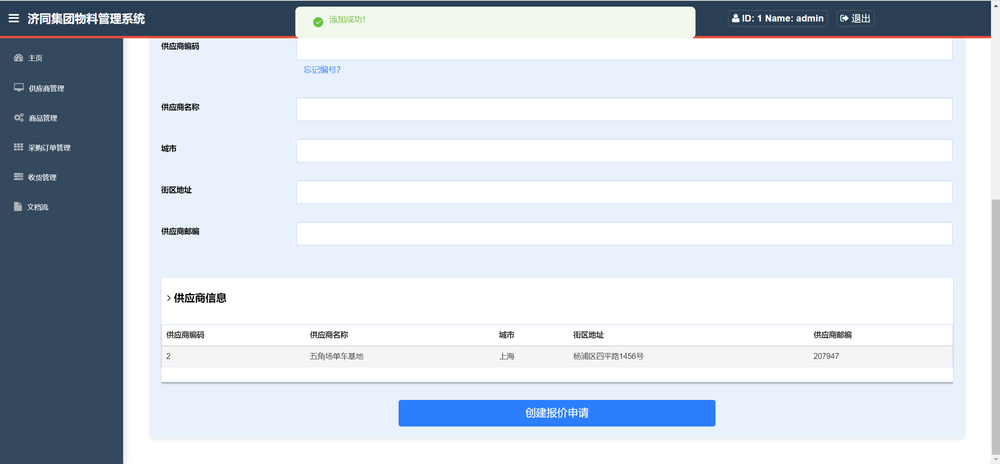 济同集团物料管理系统
添加成功!
ID: 1 Name: admin
退出
主页
供应商管理
商品管理
采购订单管理
收货管理
文档流
供应商编码
忘记编号?
供应商名称
城市
街区地址
供应商邮编
供应商信息
供应商编码 供应商名称 城市 街区地址 供应商邮编
2 五角场单车基地 上海 杨浦区四平路1456号 207947
创建报价申请